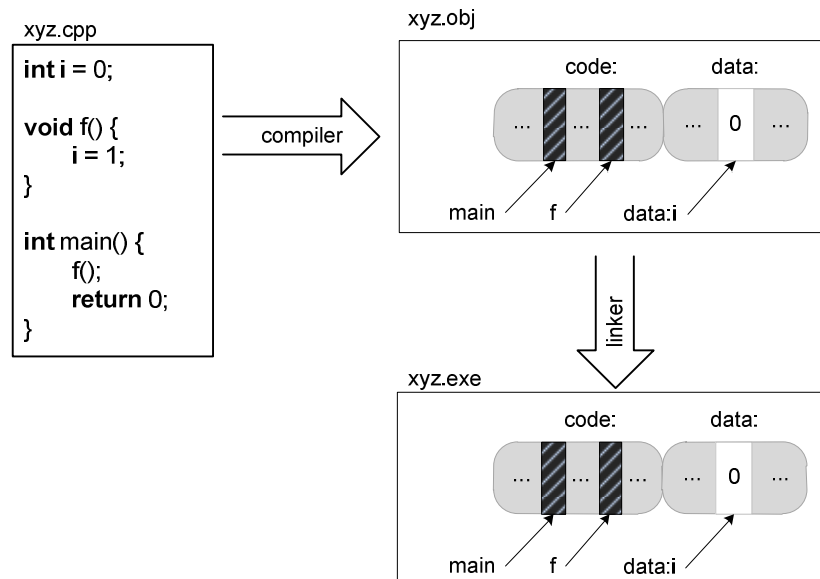 xyz.cpp
int i = 0;
void f() {
i = 1;
}
int main() {
f();
return 0;
}
compiler
xyz.obj
code: data:
... ... ... ... 0 ...
main f data:i
linker
xyz.exe
code: data:
... ... ... ... 0 ...
main f data:i